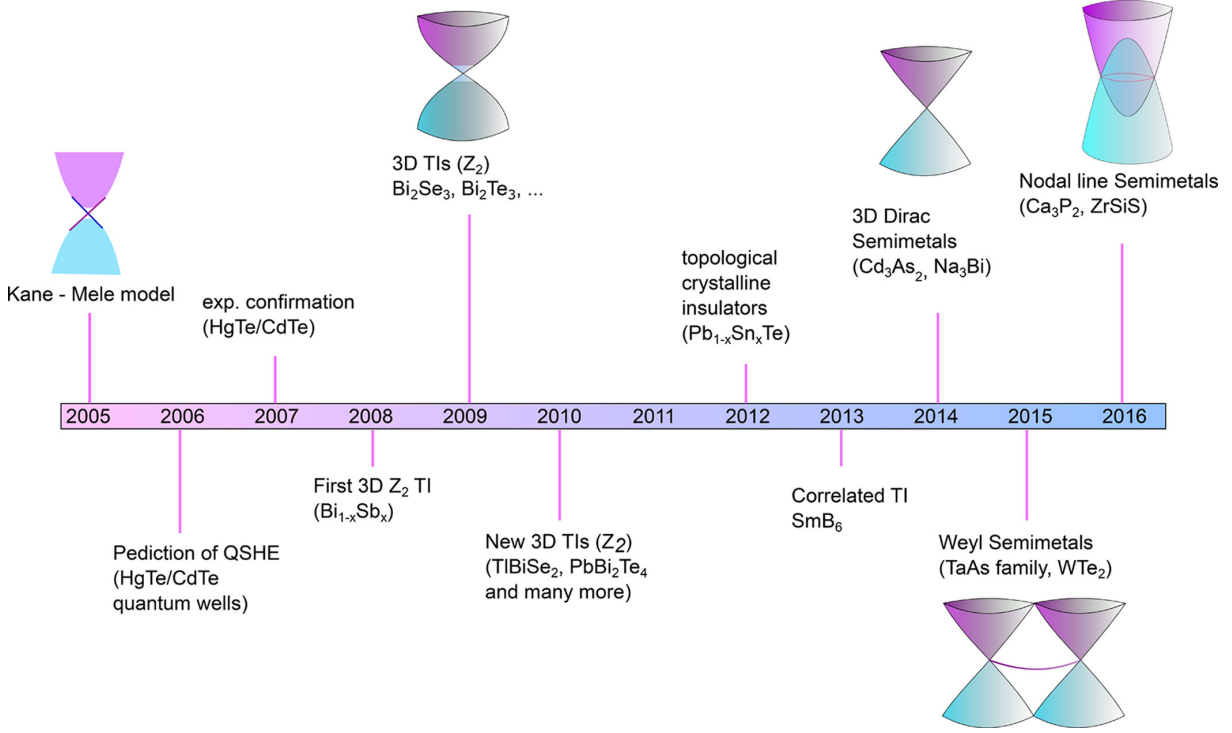 3D TIs (Z₂)
Bi₂Se₃, Bi₂Te₃, ...
Nodal line Semimetals
(Ca₃P₂, ZrSiS)
3D Dirac
Semimetals
(Cd₃As₂, Na₃Bi)
topological
crystalline
insulators
(Pb₁₋ₓSnₓTe)
Kane - Mele model
exp. confirmation
(HgTe/CdTe)
2005 2006 2007 2008 2009 2010 2011 2012 2013 2014 2015 2016
First 3D Z₂ TI
(Bi₁₋ₓSbₓ)
Correlated TI
SmB₆
Pediction of QSHE
(HgTe/CdTe
quantum wells)
New 3D TIs (Z₂)
(TlBiSe₂, PbBi₂Te₄
and many more)
Weyl Semimetals
(TaAs family, WTe₂)